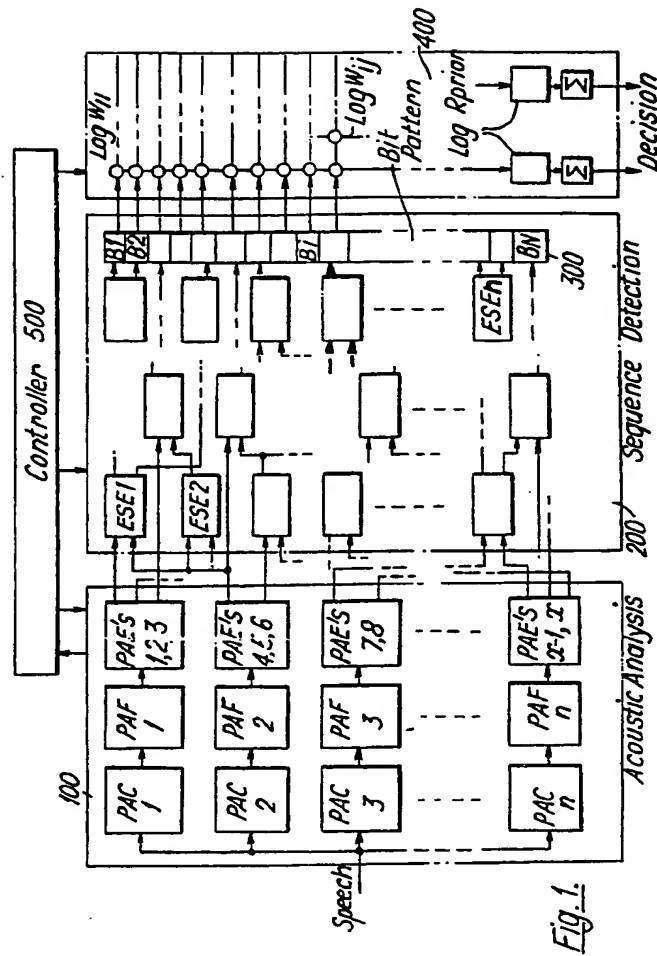 Controller 500
100
Speech
PAC 1
PAF 1
PAE'S 1,2,3
PAC 2
PAF 2
PAE'S 4,5,6
PAC 3
PAF 3
PAE'S 7,8
PAC n
PAF n
PAE'S x-1, x
Acoustic Analysis
ESE1
ESE2
ESEn
200
Sequence Detection
B1
B2
Bi
BN
300
Bit Pattern
400
Log W11
Log Wij
Log Rprion
Σ
Σ
Decision
Fig. 1.